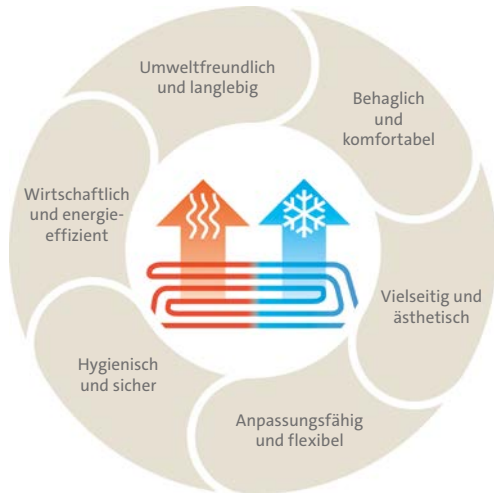 Umweltfreundlich
und langlebig
Behaglich
und
komfortabel
Vielseitig und
ästhetisch
Anpassungsfähig
und flexibel
Hygienisch
und sicher
Wirtschaftlich
und energie-
effizient